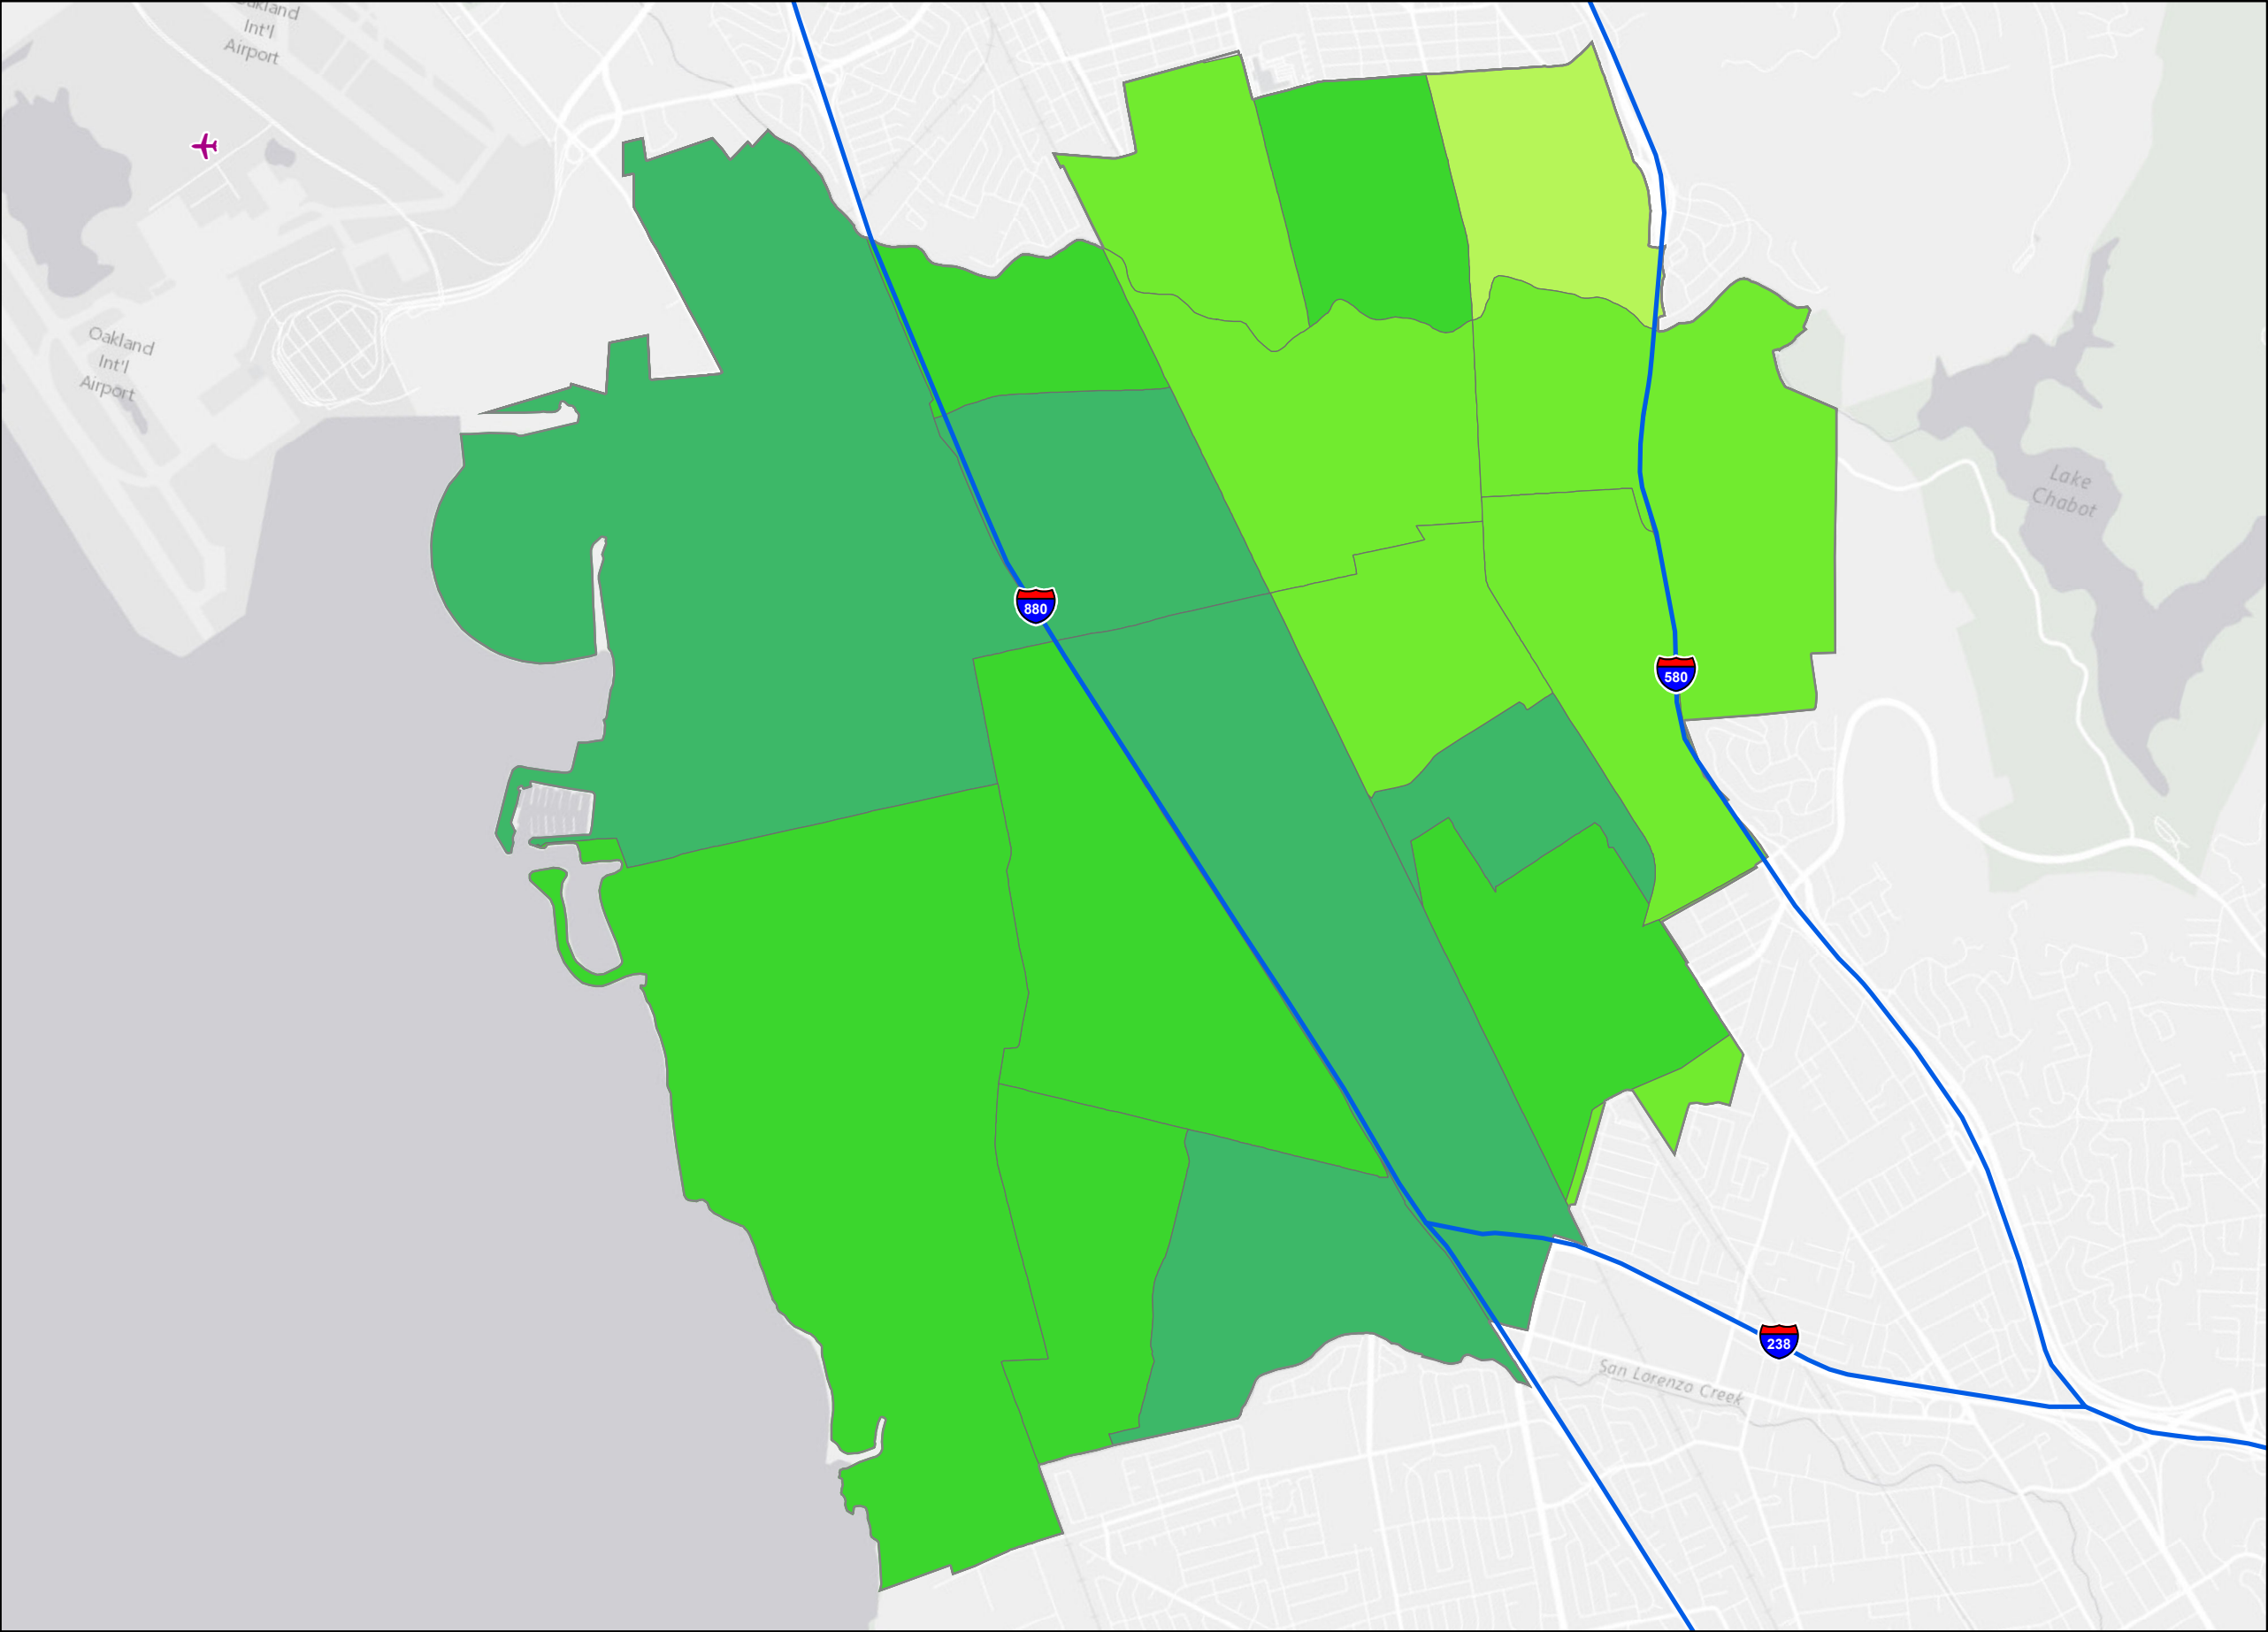 Oakland
Int'l
Airport
Oakland
Int'l
Airport
Lake
Chabot
880
580
238
San Lorenzo Creek